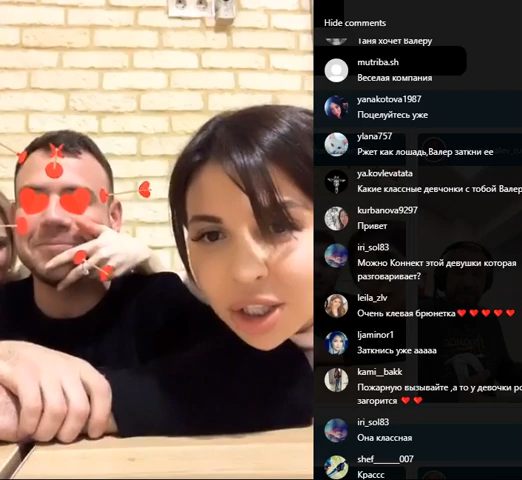 Hide comments
Таня хочет Валеру
mutriba.sh
Веселая компания
yanakotova1987
Поцелуйтесь уже
ylana757
Ржет как лошадь,Валер заткни ее
ya.kovlevatata
Какие классные девчонки с тобой Валер
kurbanova9297
Привет
iri_sol83
Можно Коннект этой девушки которая
разговаривает?
leila_zlv
Очень клевая брюнетка❤️❤️❤️❤️❤️
ljaminor1
Заткнись уже ааааа
kami__bakk
Пожарную вызывайте ,а то у девочки ро
загорится ❤️ ❤️
iri_sol83
Она классная
shef_____007
Крассс